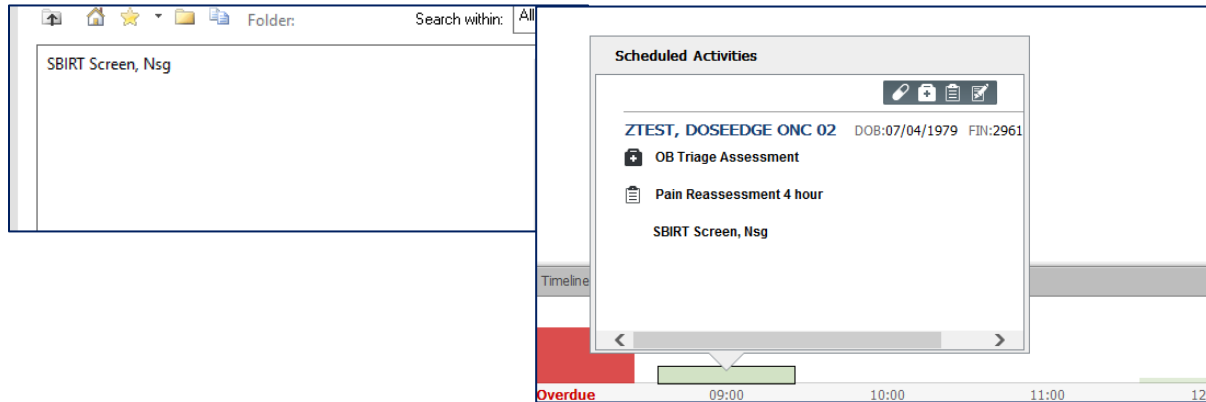 Folder: Search within: All
SBIRT Screen, Nsg
Scheduled Activities
ZTEST, DOSEEDGE ONC 02 DOB:07/04/1979 FIN:2961
OB Triage Assessment
Pain Reassessment 4 hour
SBIRT Screen, Nsg
Timeline
Overdue 09:00 10:00 11:00 12